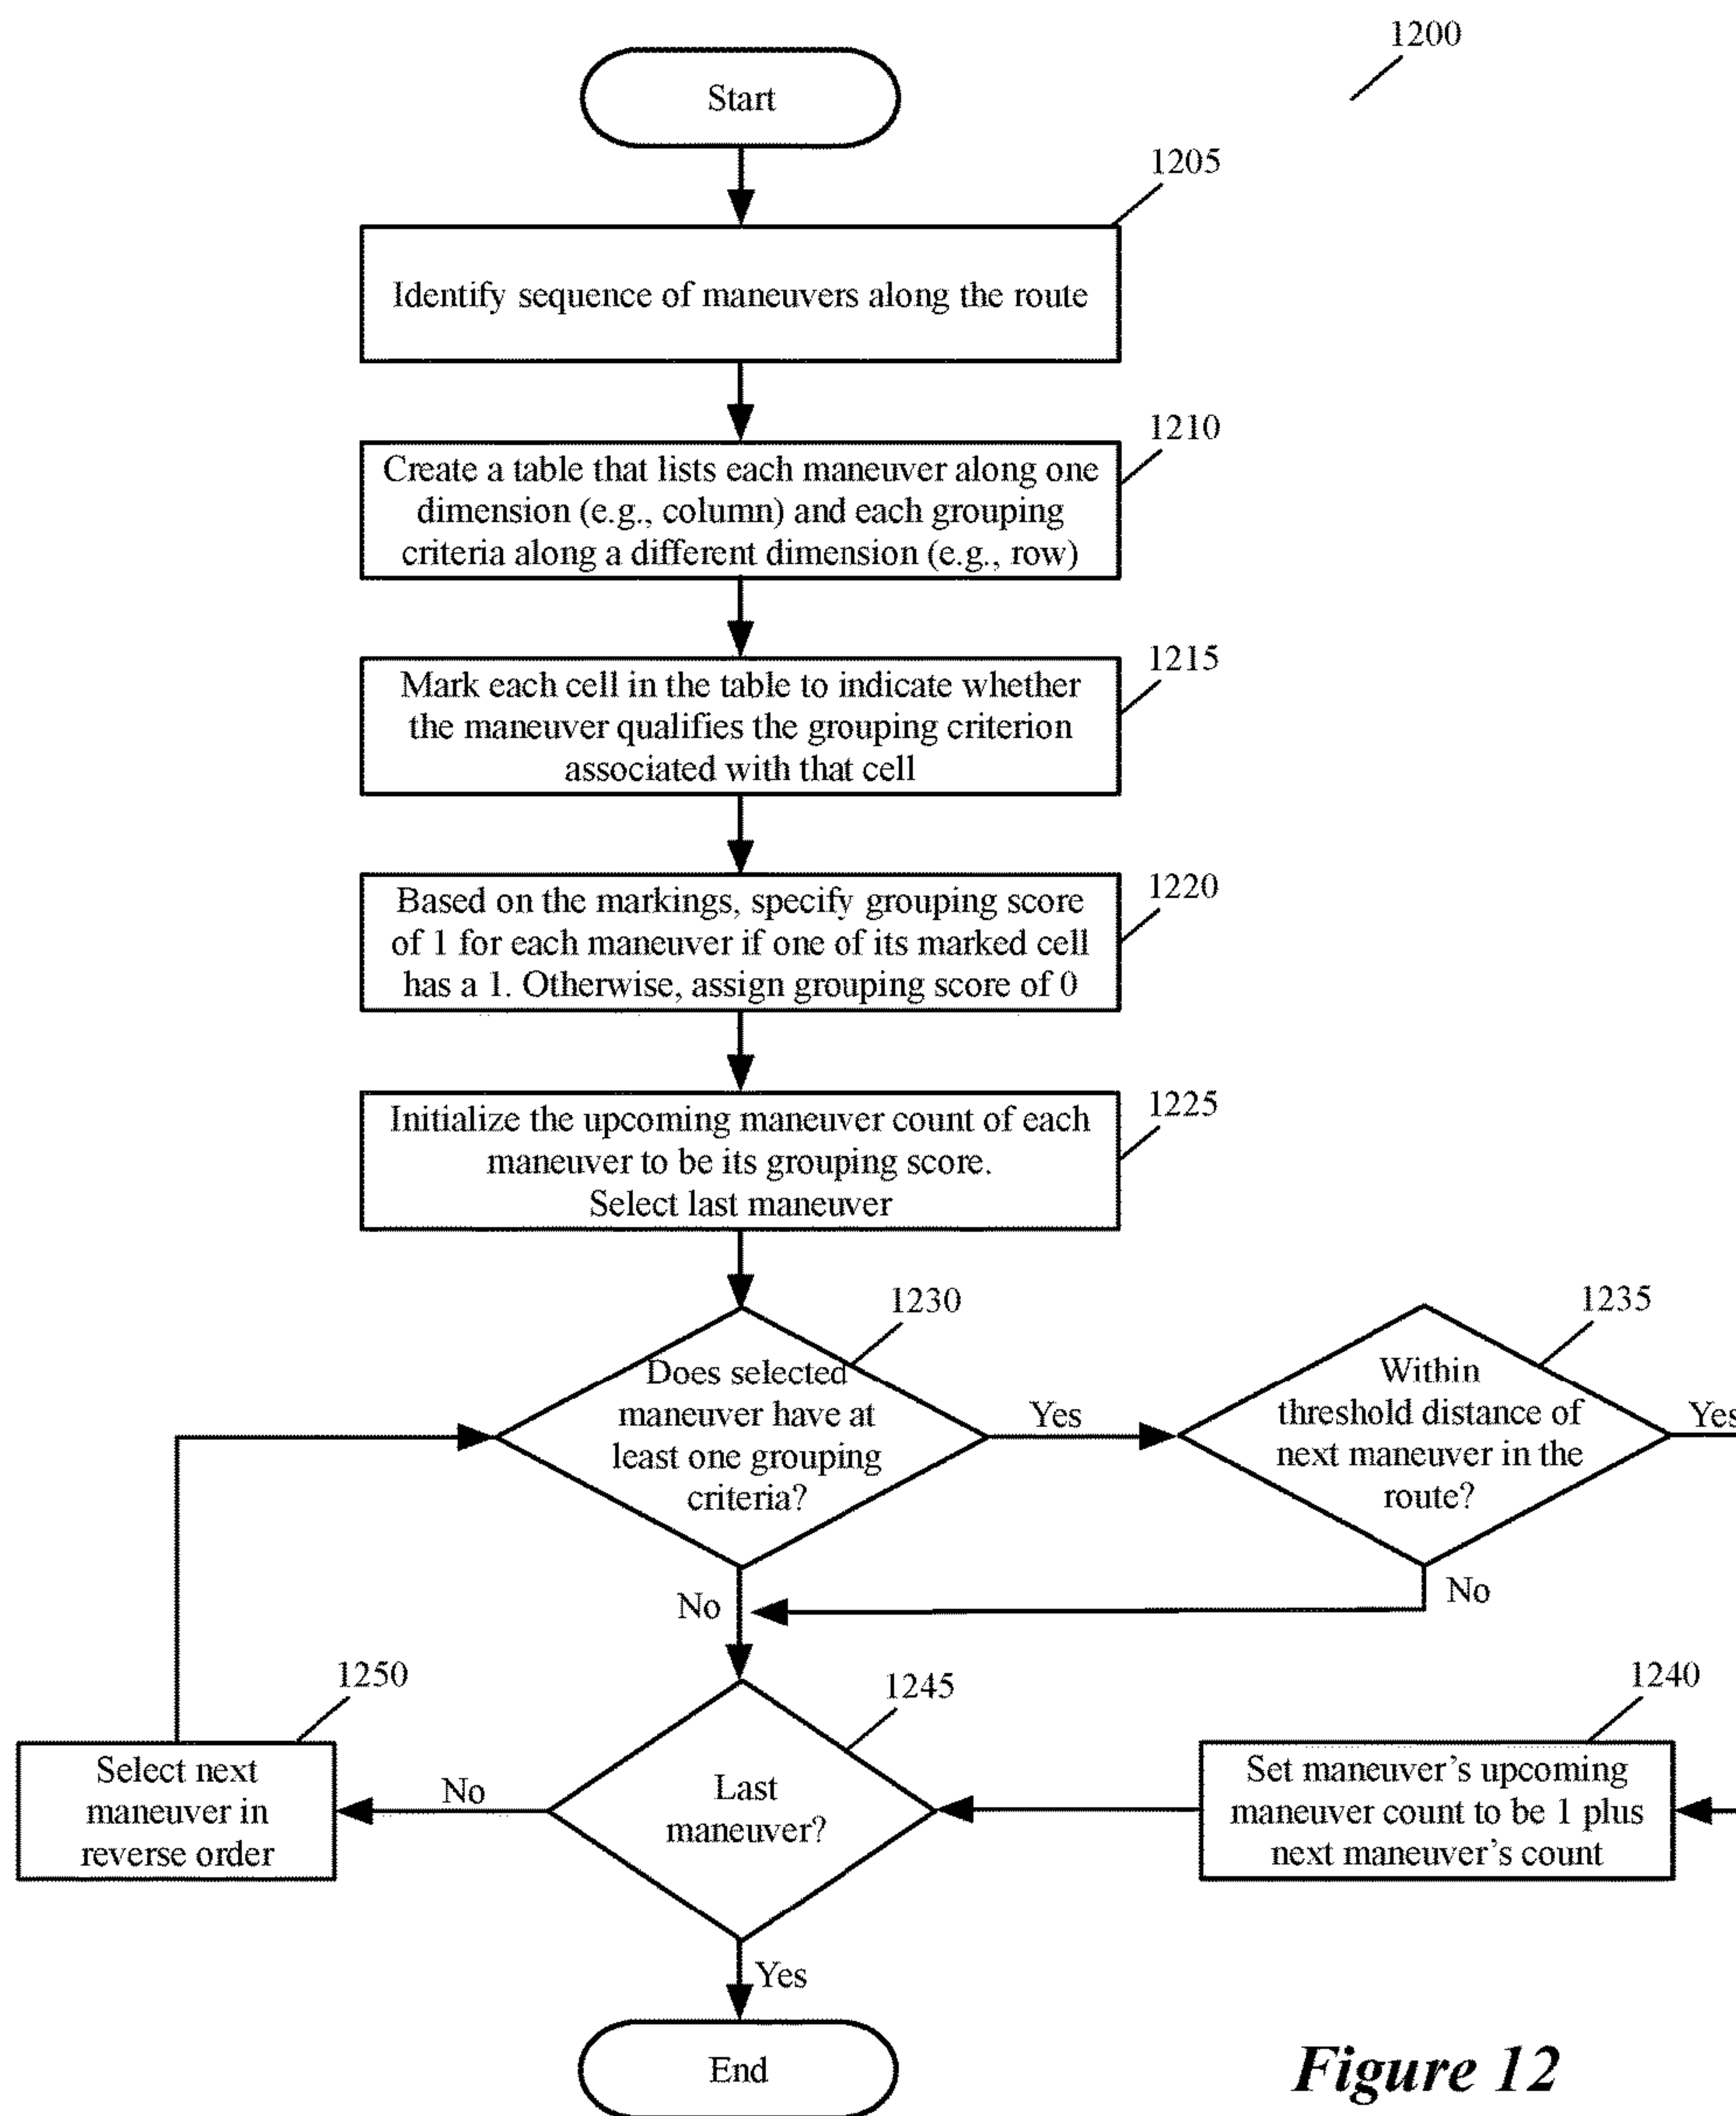 1200
Start
1205
Identify sequence of maneuvers along the route
1210
Create a table that lists each maneuver along one
dimension (e.g., column) and each grouping
criteria along a different dimension (e.g., row)
1215
Mark each cell in the table to indicate whether
the maneuver qualifies the grouping criterion
associated with that cell
1220
Based on the markings, specify grouping score
of 1 for each maneuver if one of its marked cell
has a 1. Otherwise, assign grouping score of 0
1225
Initialize the upcoming maneuver count of each
maneuver to be its grouping score.
Select last maneuver
1230
Does selected
maneuver have at
least one grouping
criteria?
Yes
1235
Within
threshold distance of
next maneuver in the
route?
Yes
No
No
1250
Select next
maneuver in
reverse order
No
1245
Last
maneuver?
1240
Set maneuver's upcoming
maneuver count to be 1 plus
next maneuver's count
Yes
End
Figure 12